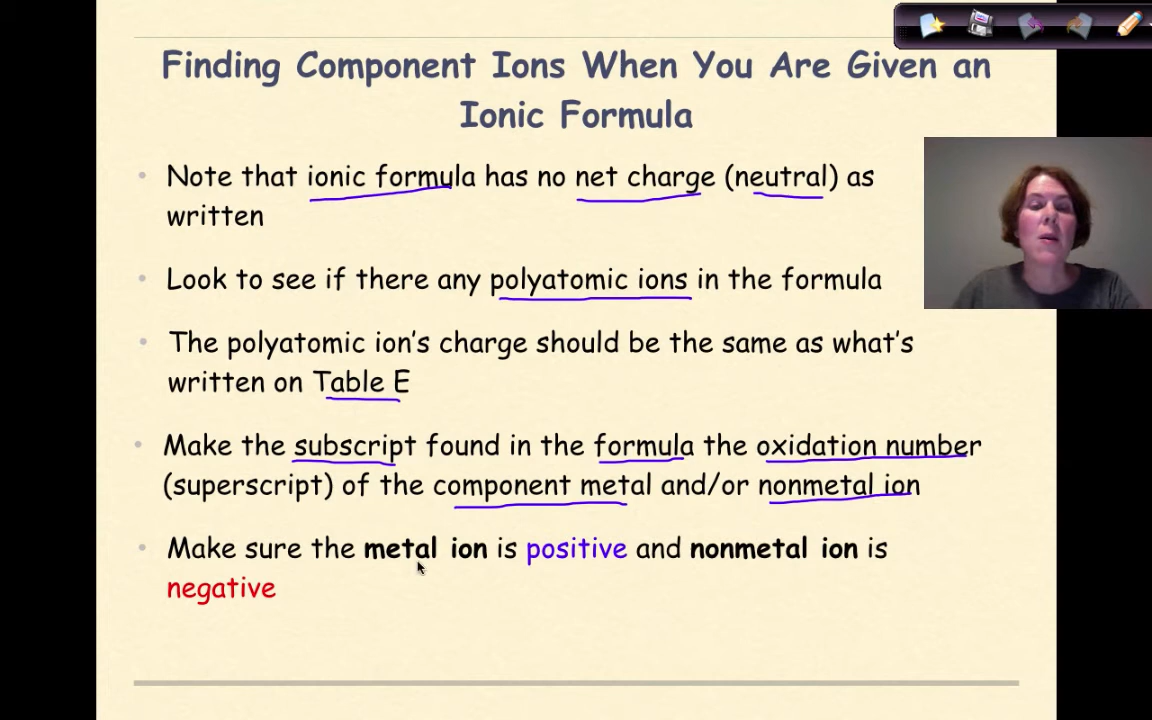 Finding Component Ions When You Are Given an
Ionic Formula
• Note that ionic formula has no net charge (neutral) as
written
• Look to see if there any polyatomic ions in the formula
• The polyatomic ion's charge should be the same as what's
written on Table E
• Make the subscript found in the formula the oxidation number
(superscript) of the component metal and/or nonmetal ion
• Make sure the metal ion is positive and nonmetal ion is
negative